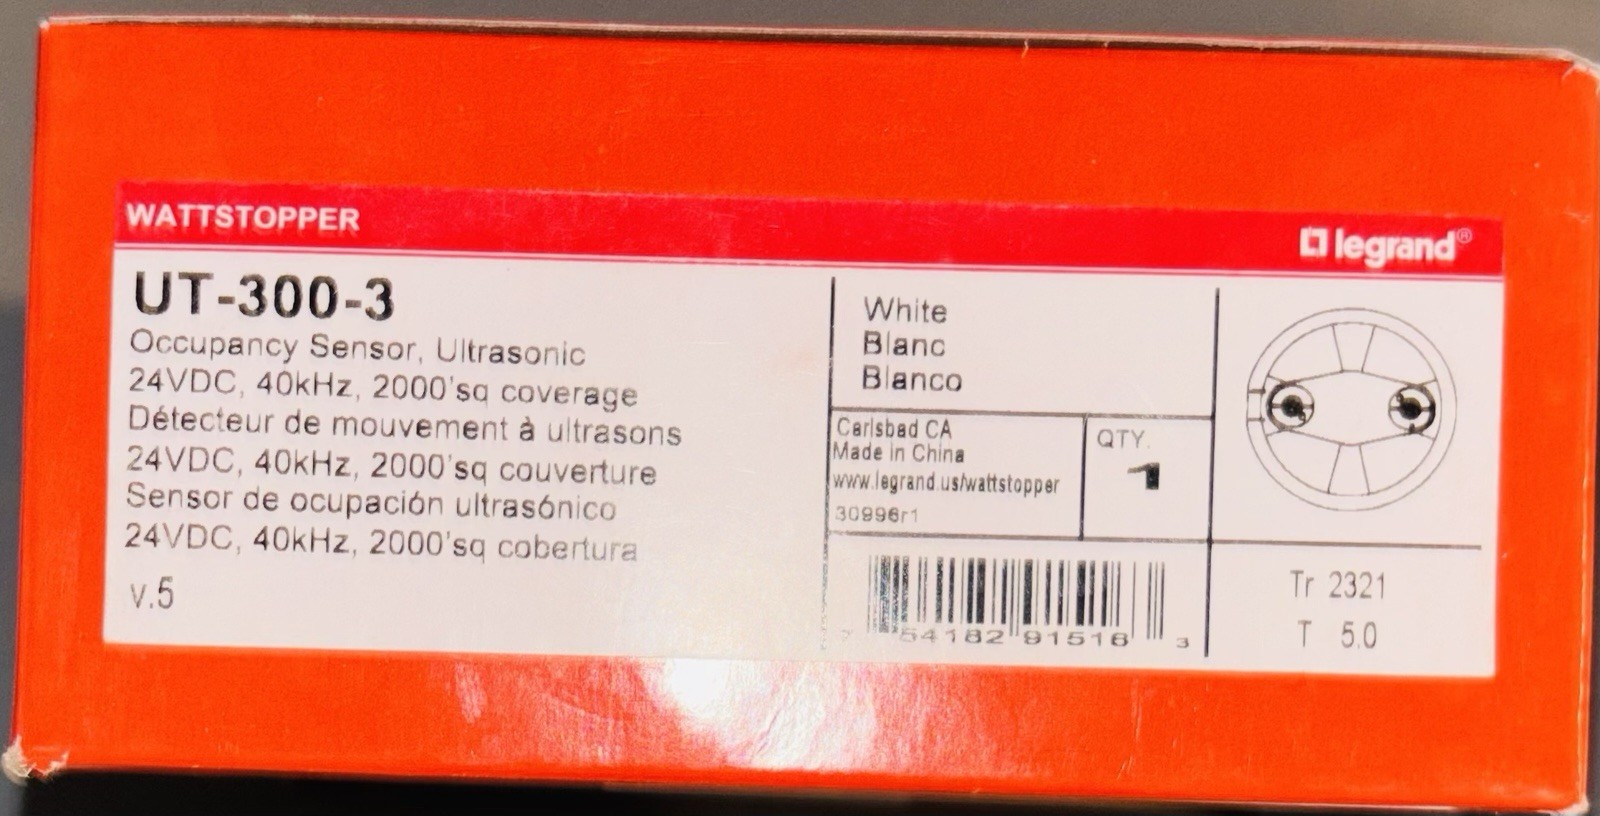 WATTSTOPPER
legrand®
UT-300-3
Occupancy Sensor, Ultrasonic
24VDC, 40kHz, 2000'sq coverage
Détecteur de mouvement à ultrasons
24VDC, 40kHz, 2000'sq couverture
Sensor de ocupación ultrasónico
24VDC, 40kHz, 2000'sq cobertura
v.5
White
Blanc
Blanco
Carlsbad CA
Made in China
www.legrand.us/wattstopper
30996r1
QTY.
1
7 54182 91516 3
Tr 2321
T 5.0